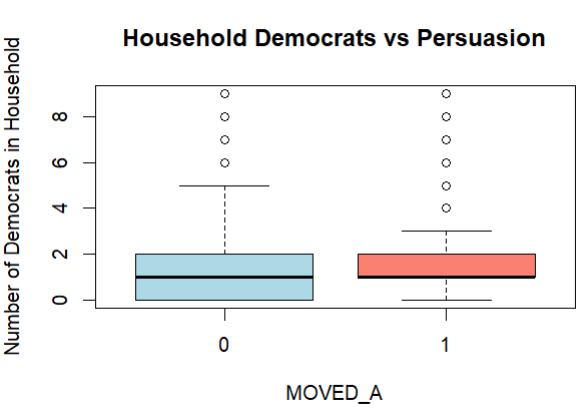 Household Democrats vs Persuasion
Number of Democrats in Household
8
6
4
2
0
0 1
MOVED_A